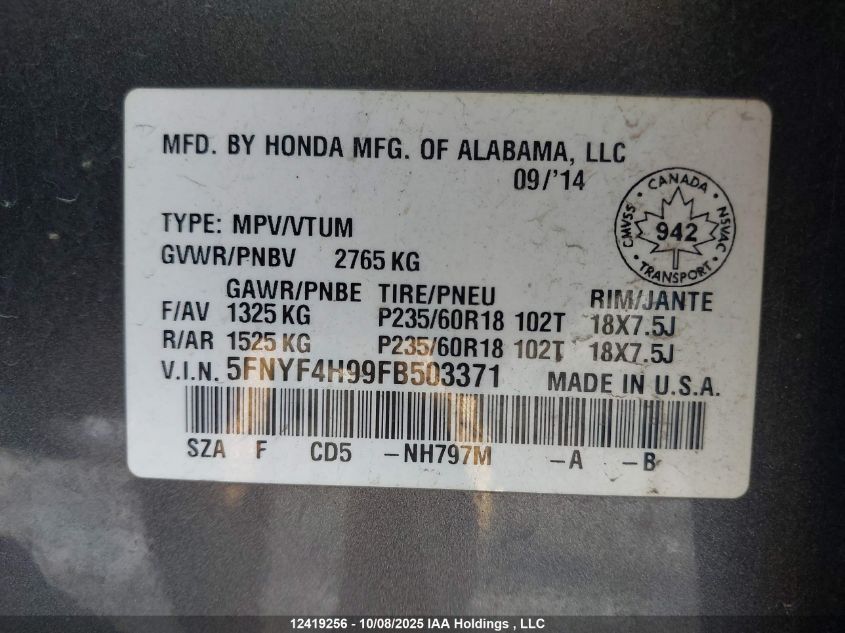 MFD. BY HONDA MFG. OF ALABAMA, LLC
09/'14
CANADA
CMVSS 942 NSVAC
TRANSPORT
TYPE: MPV/VTUM
GVWR/PNBV 2765 KG
GAWR/PNBE TIRE/PNEU RIM/JANTE
F/AV 1325 KG P235/60R18 102T 18X7.5J
R/AR 1525 KG P235/60R18 102T 18X7.5J
V.I.N. 5FNYF4H99FB503371 MADE IN U.S.A.
SZA F CD5 -NH797M -A -B
12419256 - 10/08/2025 IAA Holdings , LLC